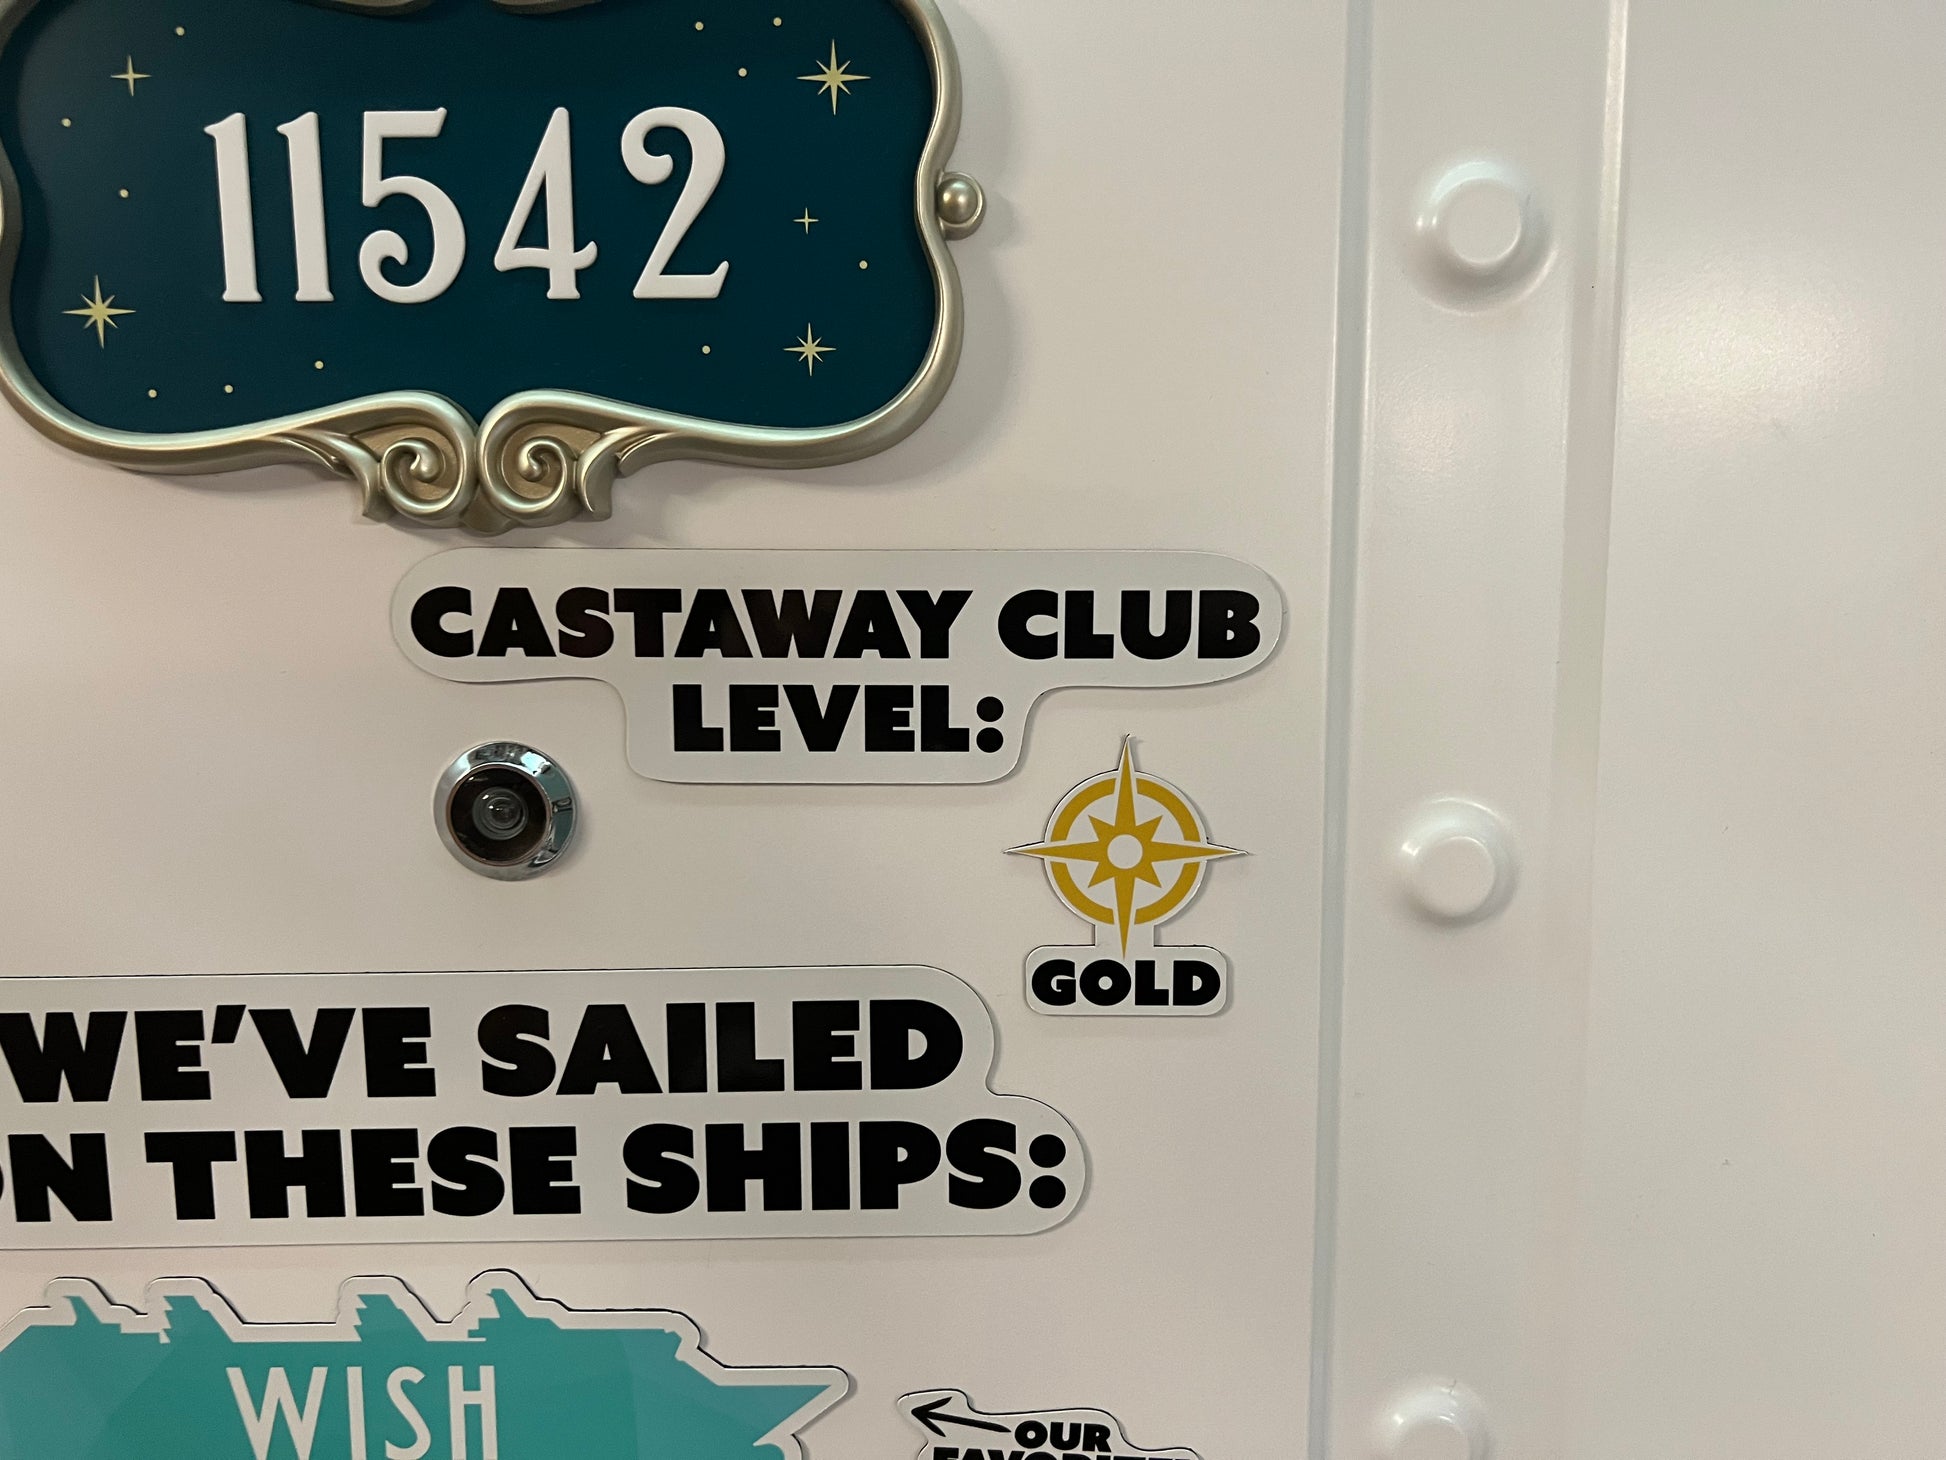 11542
CASTAWAY CLUB
LEVEL:
GOLD
WE'VE SAILED
ON THESE SHIPS:
WISH
OUR